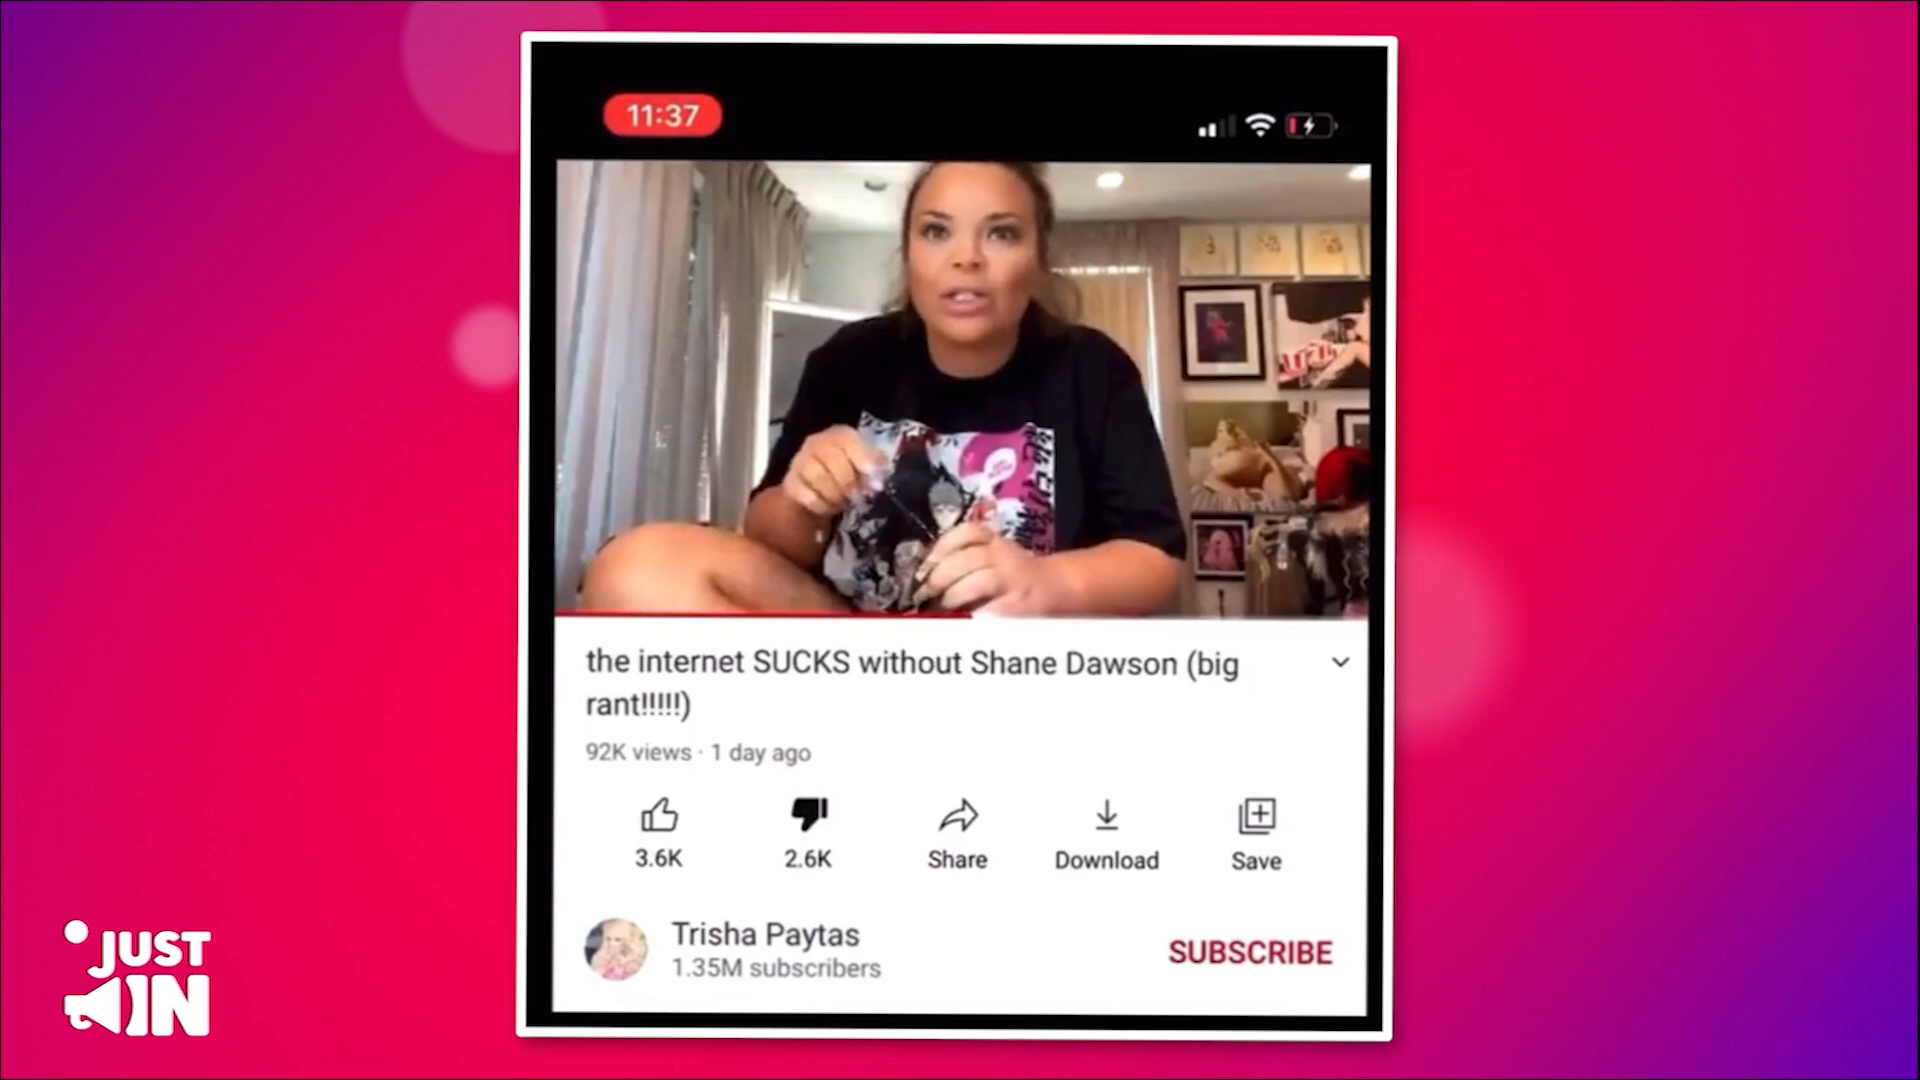 11:37
the internet SUCKS without Shane Dawson (big
rant!!!!!)
92K views · 1 day ago
3.6K
2.6K
Share
Download
Save
Trisha Paytas
1.35M subscribers
SUBSCRIBE
JUST
IN